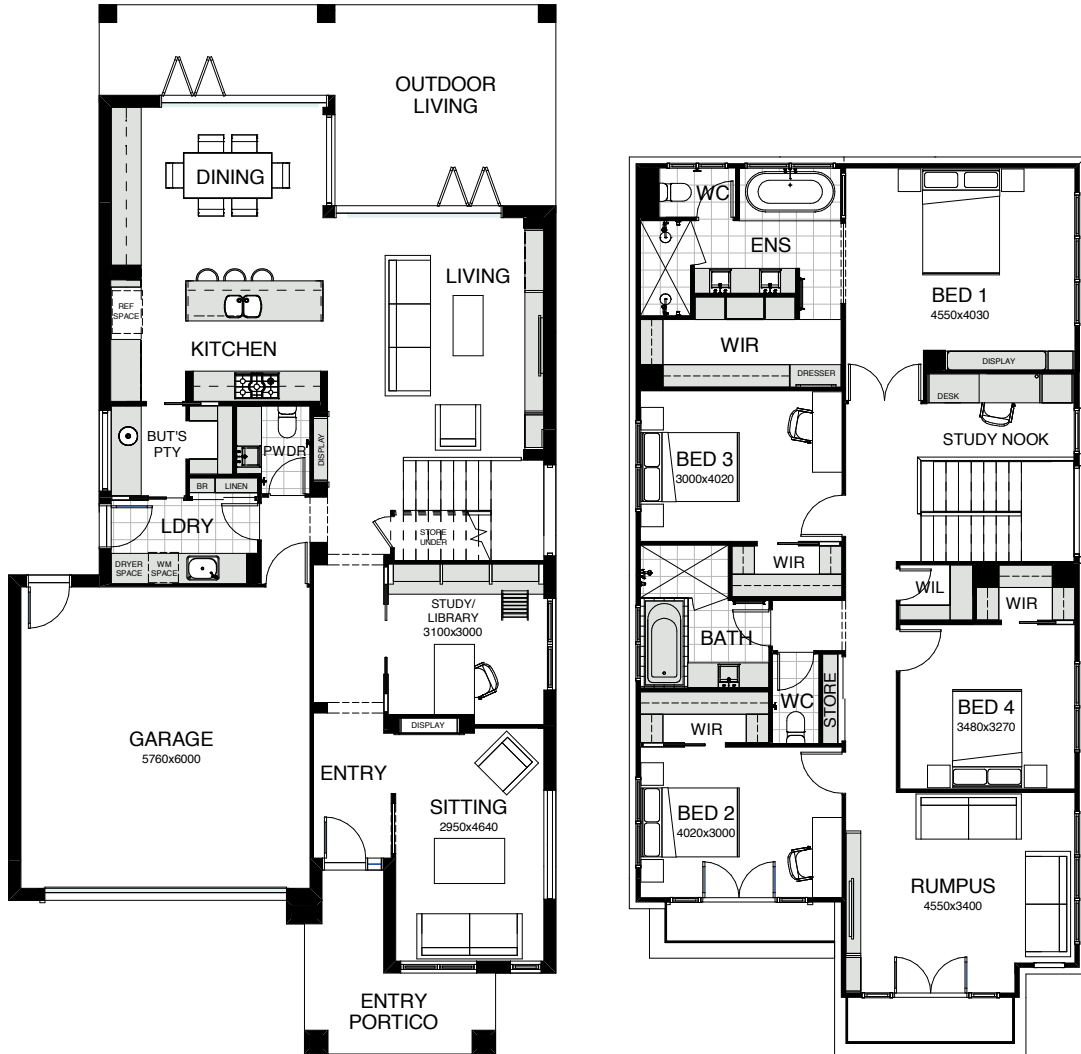 OUTDOOR
LIVING
DINING
LIVING
REF
SPACE
KITCHEN
BUT'S
PTY
PWDR
DISPLAY
BR
LINEN
LDRY
DRYER
SPACE
WM
SPACE
STORE
UNDER
STUDY/
LIBRARY
3100x3000
DISPLAY
GARAGE
5760x6000
ENTRY
SITTING
2950x4640
ENTRY
PORTICO
WC
ENS
BED 1
4550x4030
WIR
DRESSER
DISPLAY
DESK
STUDY NOOK
BED 3
3000x4020
WIR
WIL
WIR
BATH
WC
STORE
WIR
BED 4
3480x3270
BED 2
4020x3000
RUMPUS
4550x3400